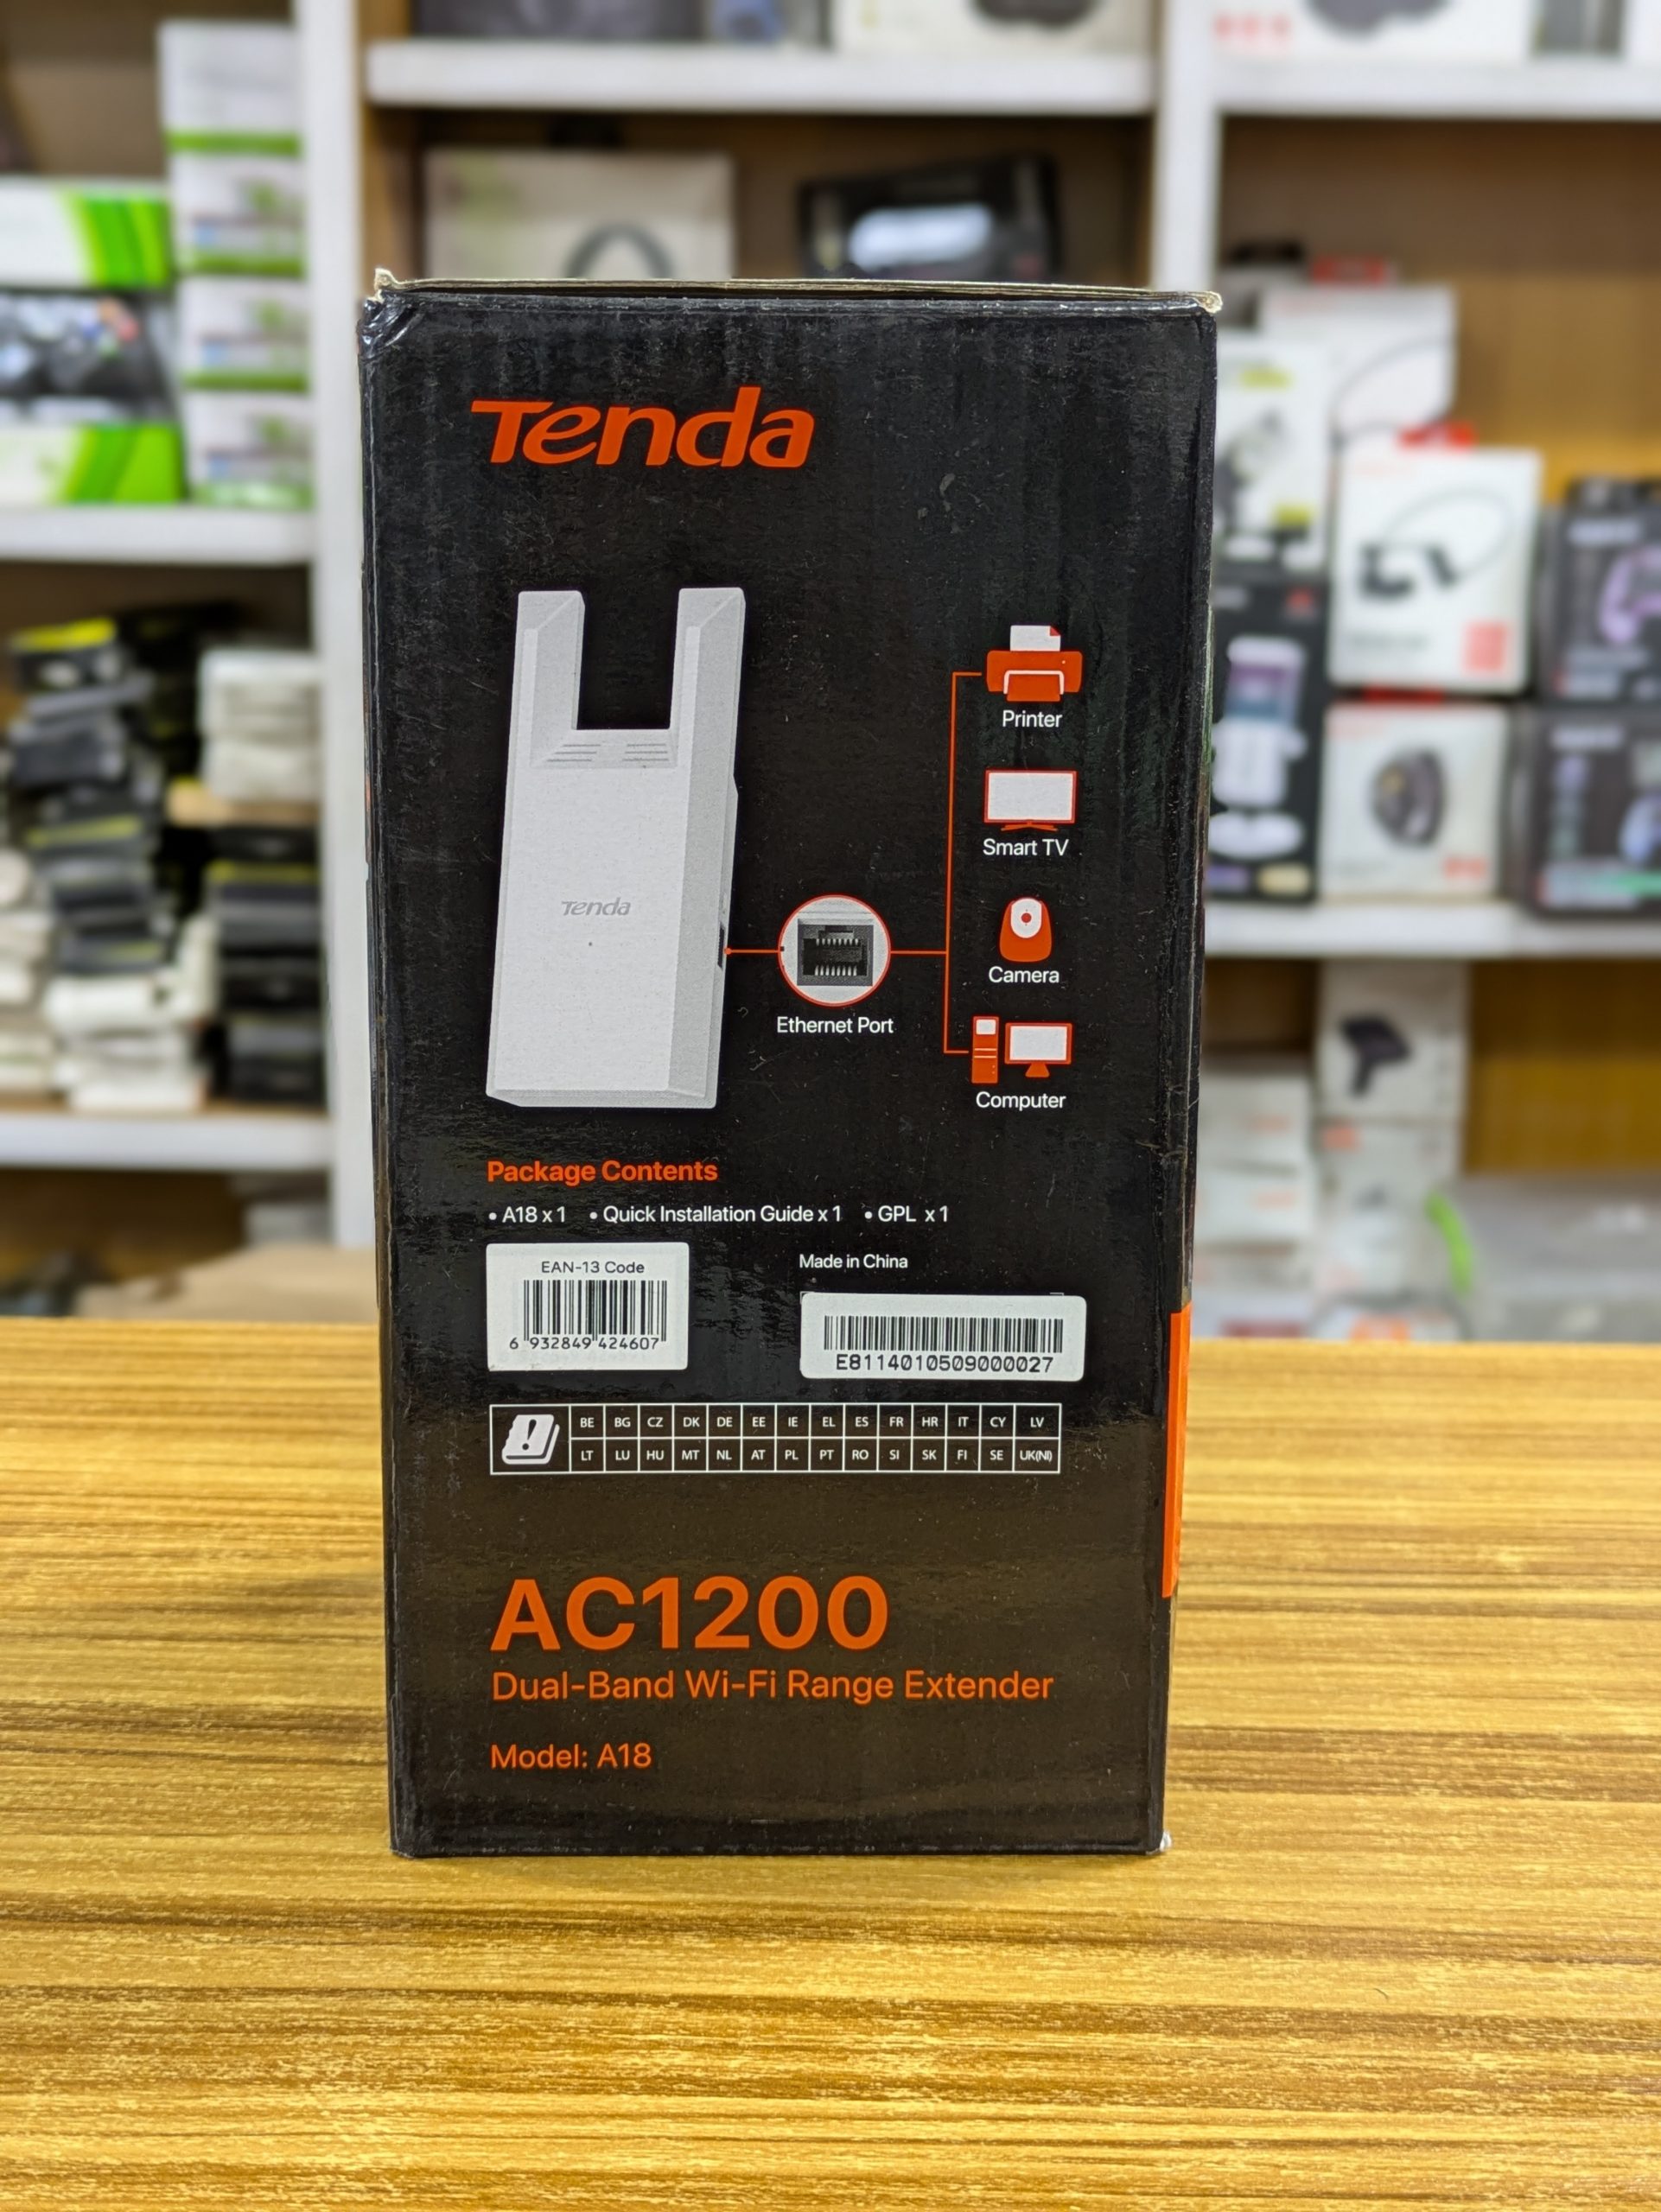 Tenda
Printer
Smart TV
Tenda
Camera
Ethernet Port
Computer
Package Contents
• A18 x 1 • Quick Installation Guide x 1 • GPL x 1
EAN-13 Code
6 932849 424607
Made in China
E8114010509000027
BE BG CZ DK DE EE IE EL ES FR HR IT CY LV
LT LU HU MT NL AT PL PT RO SI SK FI SE UK(NI)
AC1200
Dual-Band Wi-Fi Range Extender
Model: A18